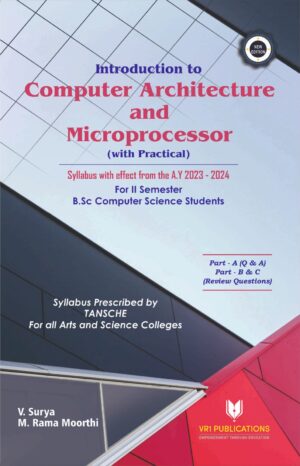 NEW
EDITION
Introduction to
Computer Architecture
and
Microprocessor
(with Practical)
Syllabus with effect from the A.Y 2023 - 2024
For II Semester
B.Sc Computer Science Students
Part - A (Q & A)
Part - B & C
(Review Questions)
Syllabus Prescribed by
TANSCHE
For all Arts and Science Colleges
V. Surya
M. Rama Moorthi
VRI PUBLICATIONS
EMPOWERMENT THROUGH EDUCATION